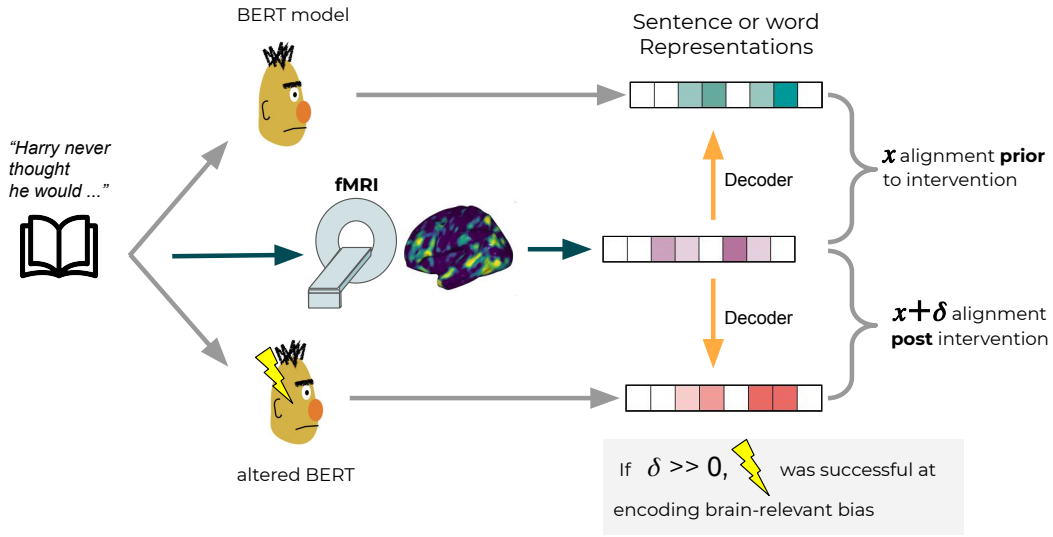 BERT model
Sentence or word
Representations
“Harry never
thought
he would ...”
fMRI
Decoder
x alignment prior
to intervention
Decoder
x+δ alignment
post intervention
altered BERT
If δ >> 0, was successful at
encoding brain-relevant bias